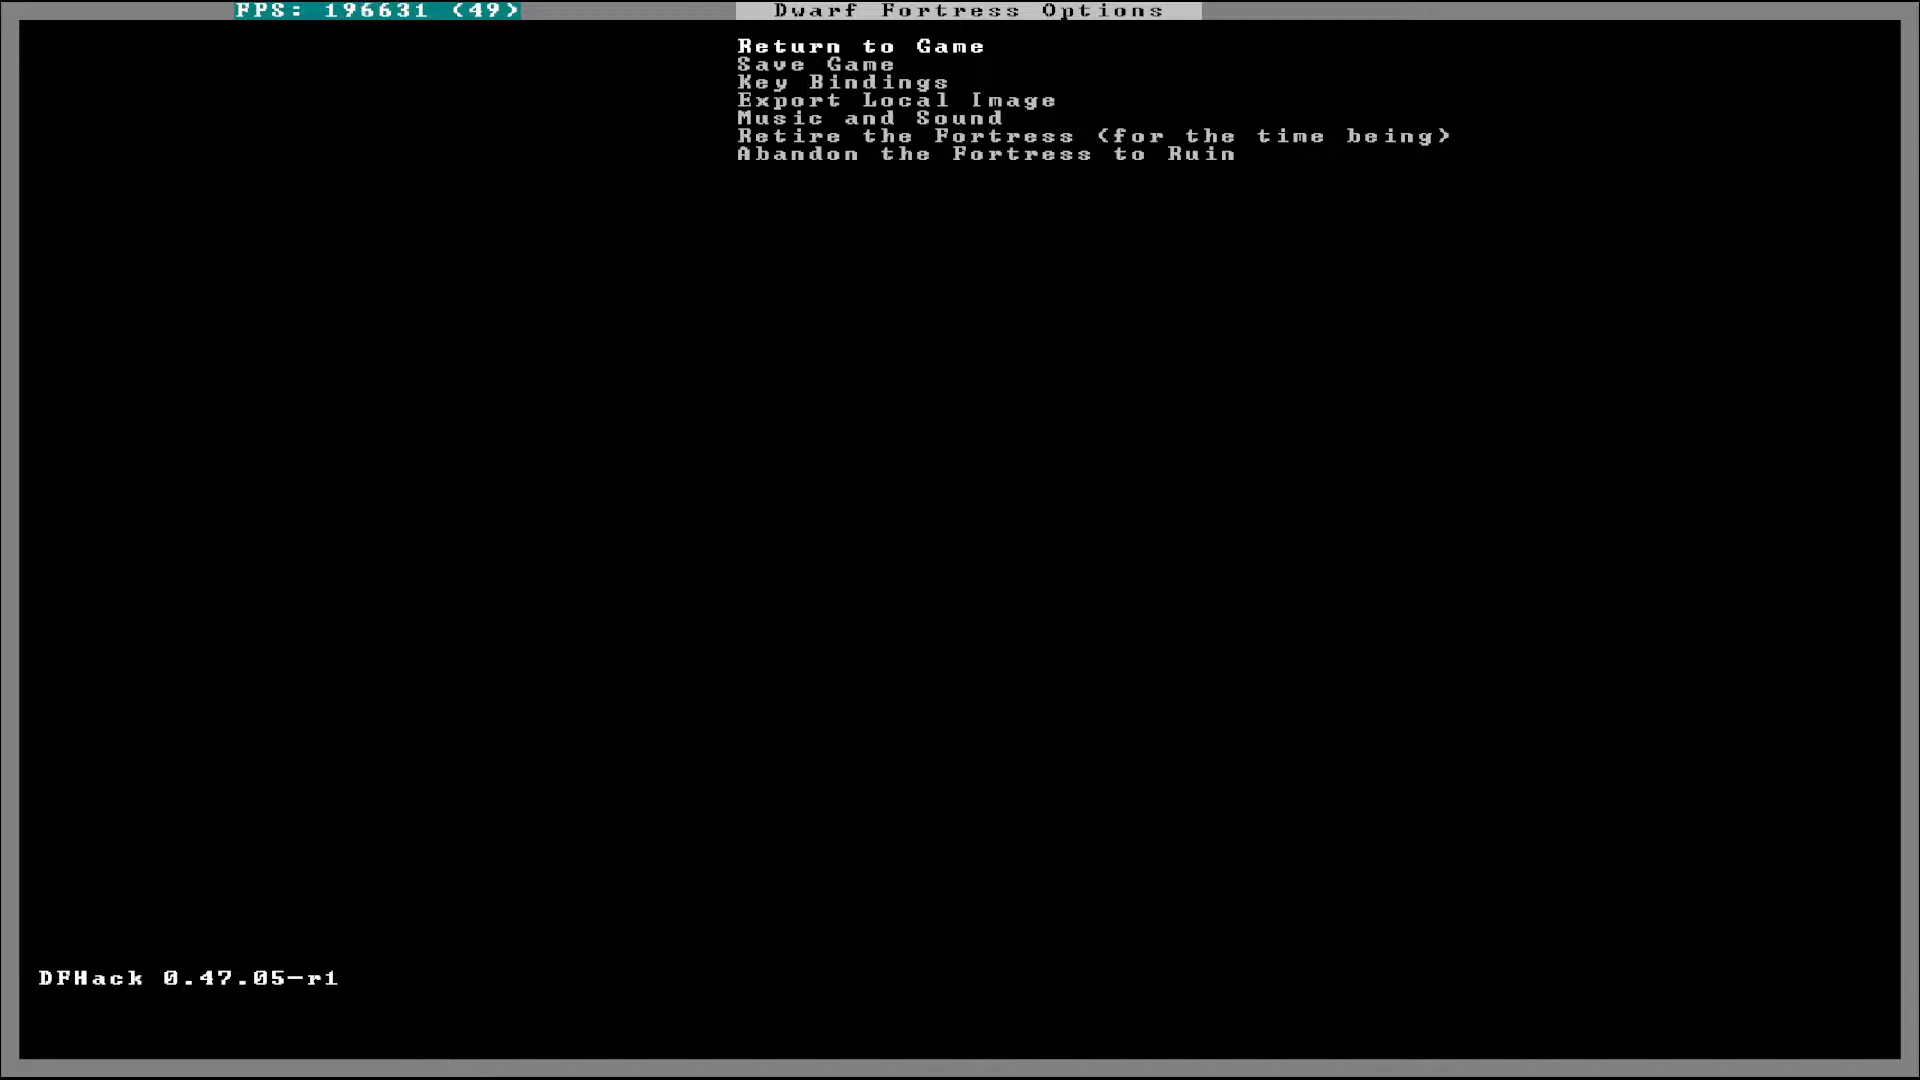 FPS: 196631 (49)
Dwarf Fortress Options
Return to Game
Save Game
Key Bindings
Export Local Image
Music and Sound
Retire the Fortress (for the time being)
Abandon the Fortress to Ruin
DFHack 0.47.05-r1